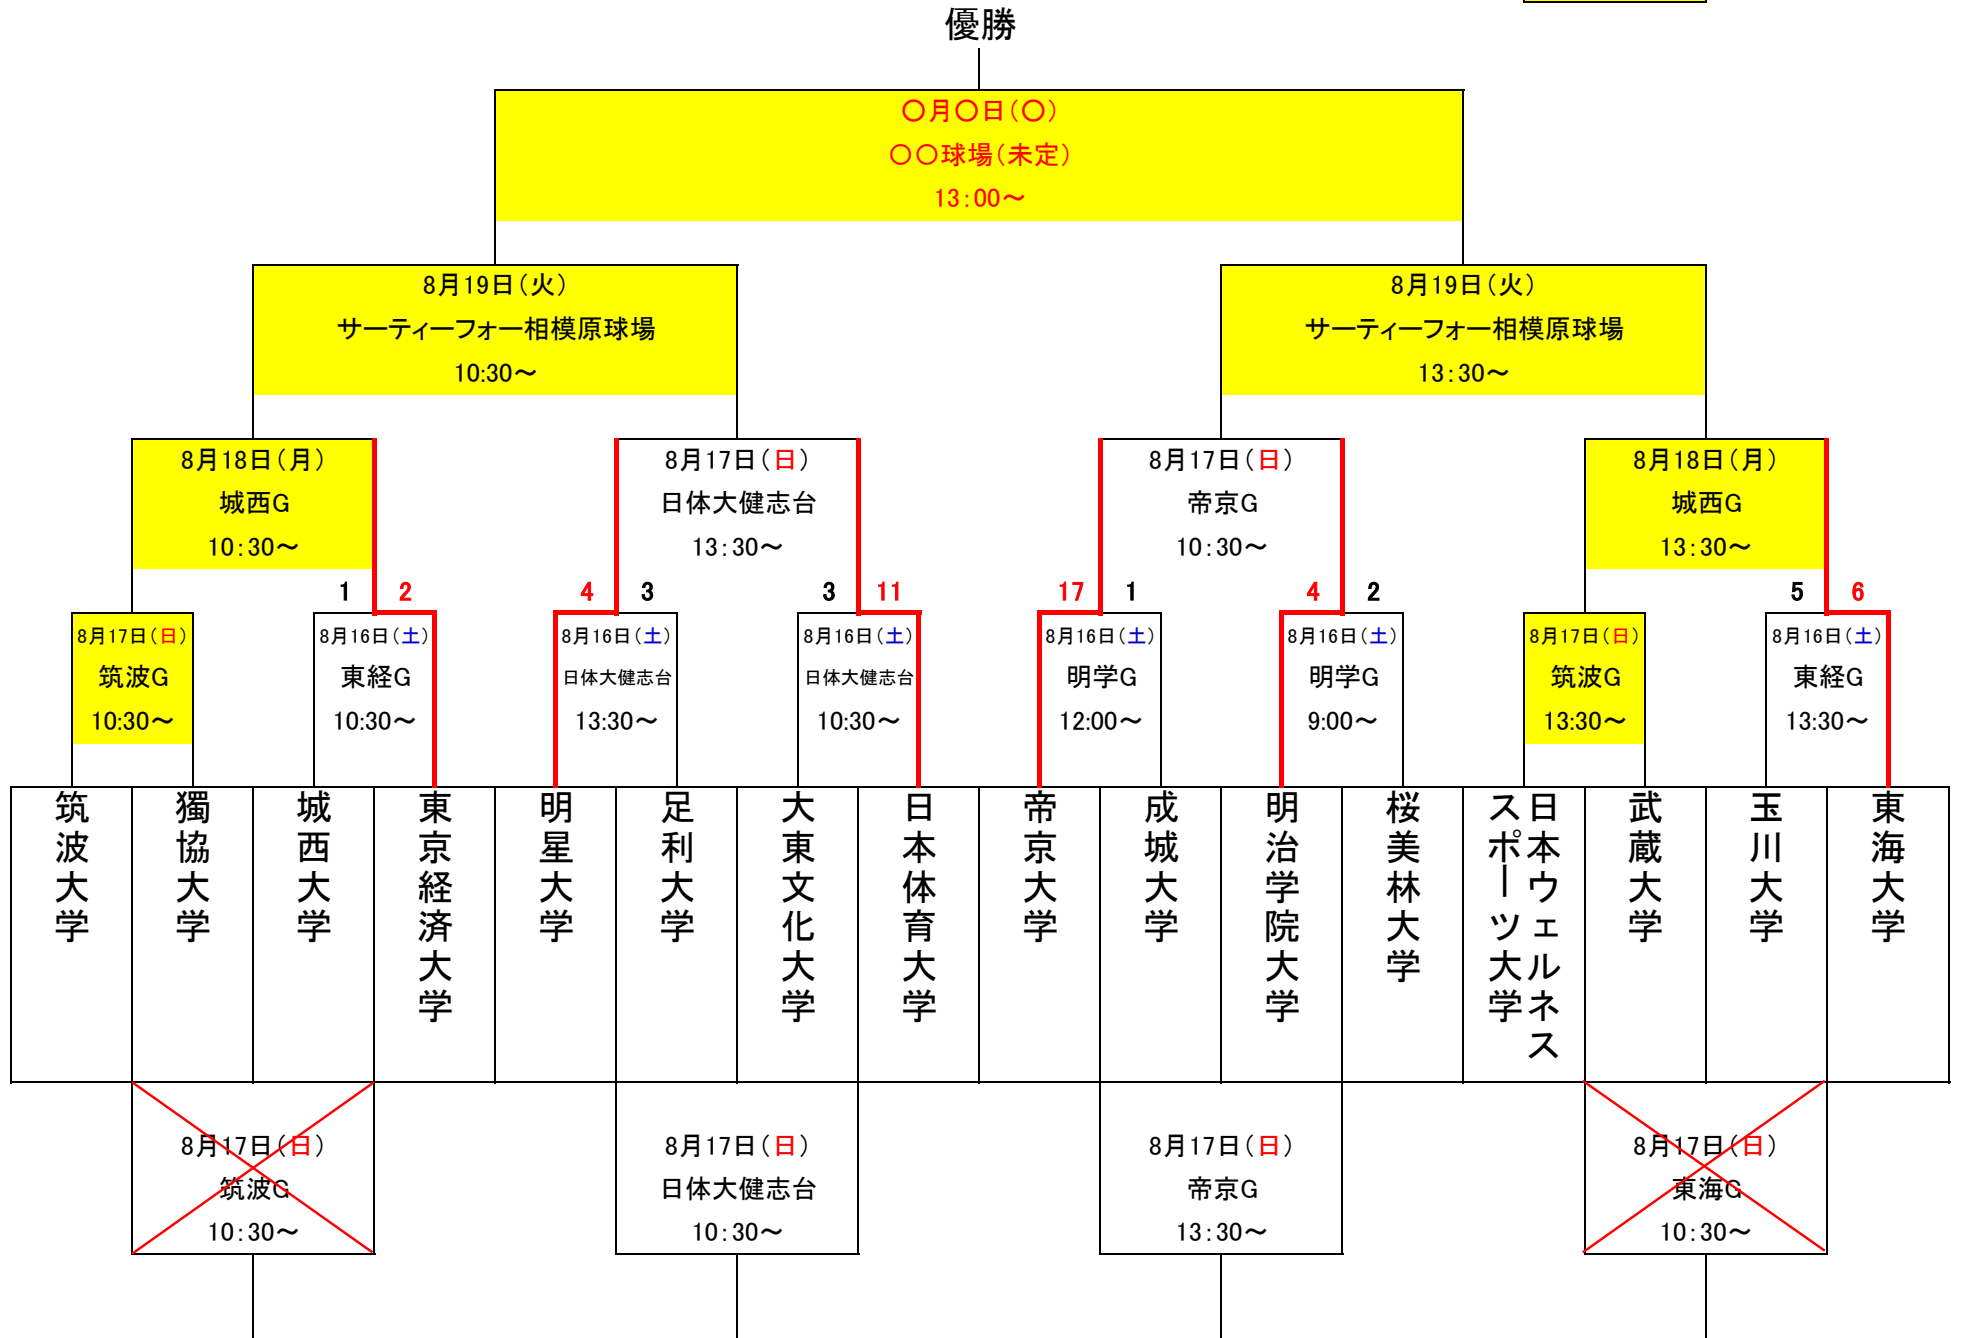 優勝
〇月〇日(〇)
〇〇球場(未定)
13:00～
8月19日(火)
サーティーフォー相模原球場
10:30～
8月19日(火)
サーティーフォー相模原球場
13:30～
8月18日(月)
城西G
10:30～
8月17日(日)
日体大健志台
13:30～
8月17日(日)
帝京G
10:30～
8月18日(月)
城西G
13:30～
1 2
4 3
3 11
17 1
4 2
5 6
8月17日(日)
筑波G
10:30～
8月16日(土)
東経G
10:30～
8月16日(土)
日体大健志台
13:30～
8月16日(土)
日体大健志台
10:30～
8月16日(土)
明学G
12:00～
8月16日(土)
明学G
9:00～
8月17日(日)
筑波G
13:30～
8月16日(土)
東経G
13:30～
筑波大学
獨協大学
城西大学
東京経済大学
明星大学
足利大学
大東文化大学
日本体育大学
帝京大学
成城大学
明治学院大学
桜美林大学
日本ウェルネス
スポーツ大学
武蔵大学
玉川大学
東海大学
8月17日(日)
筑波G
10:30～
8月17日(日)
日体大健志台
10:30～
8月17日(日)
帝京G
13:30～
8月17日(日)
東海G
10:30～